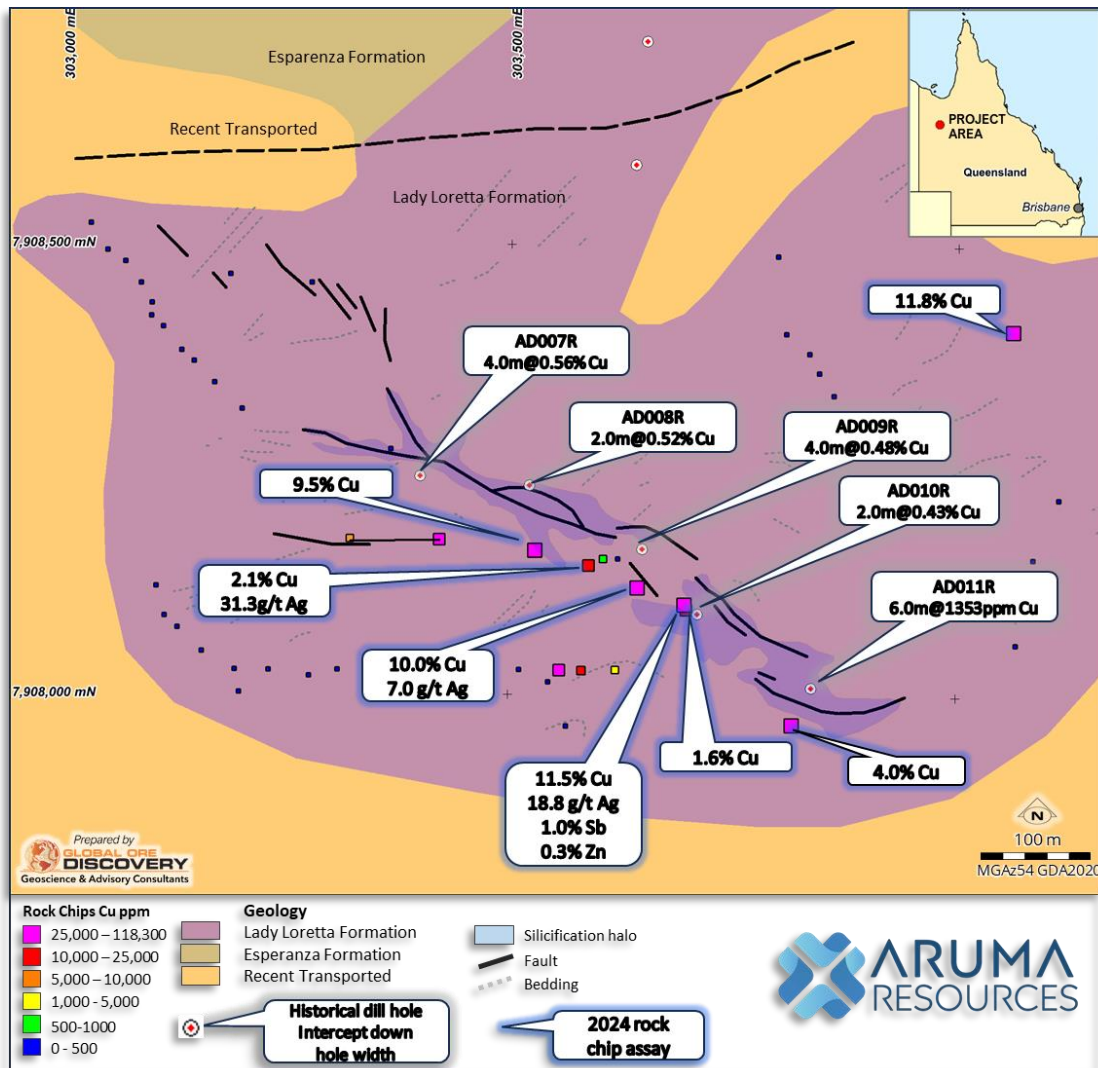 303,000 mE
303,500 mE
Esparenza Formation
Recent Transported
Lady Loretta Formation
PROJECT
AREA
Queensland
Brisbane
7,908,500 mN
11.8% Cu
AD007R
4.0m@0.56% Cu
AD008R
2.0m@0.52% Cu
AD009R
4.0m@0.48% Cu
9.5% Cu
AD010R
2.0m@0.43% Cu
2.1% Cu
31.3g/t Ag
AD011R
6.0m@1353ppm Cu
10.0% Cu
7.0 g/t Ag
7,908,000 mN
1.6% Cu
4.0% Cu
11.5% Cu
18.8 g/t Ag
1.0% Sb
0.3% Zn
N
100 m
MGAz54 GDA2020
Prepared by
GLOBAL ORE
DISCOVERY
Geoscience & Advisory Consultants
Rock Chips Cu ppm
25,000 – 118,300
10,000 – 25,000
5,000 – 10,000
1,000 - 5,000
500-1000
0 - 500
Geology
Lady Loretta Formation
Esperanza Formation
Recent Transported
Silicification halo
Fault
Bedding
Historical dill hole
Intercept down
hole width
2024 rock
chip assay
ARUMA
RESOURCES